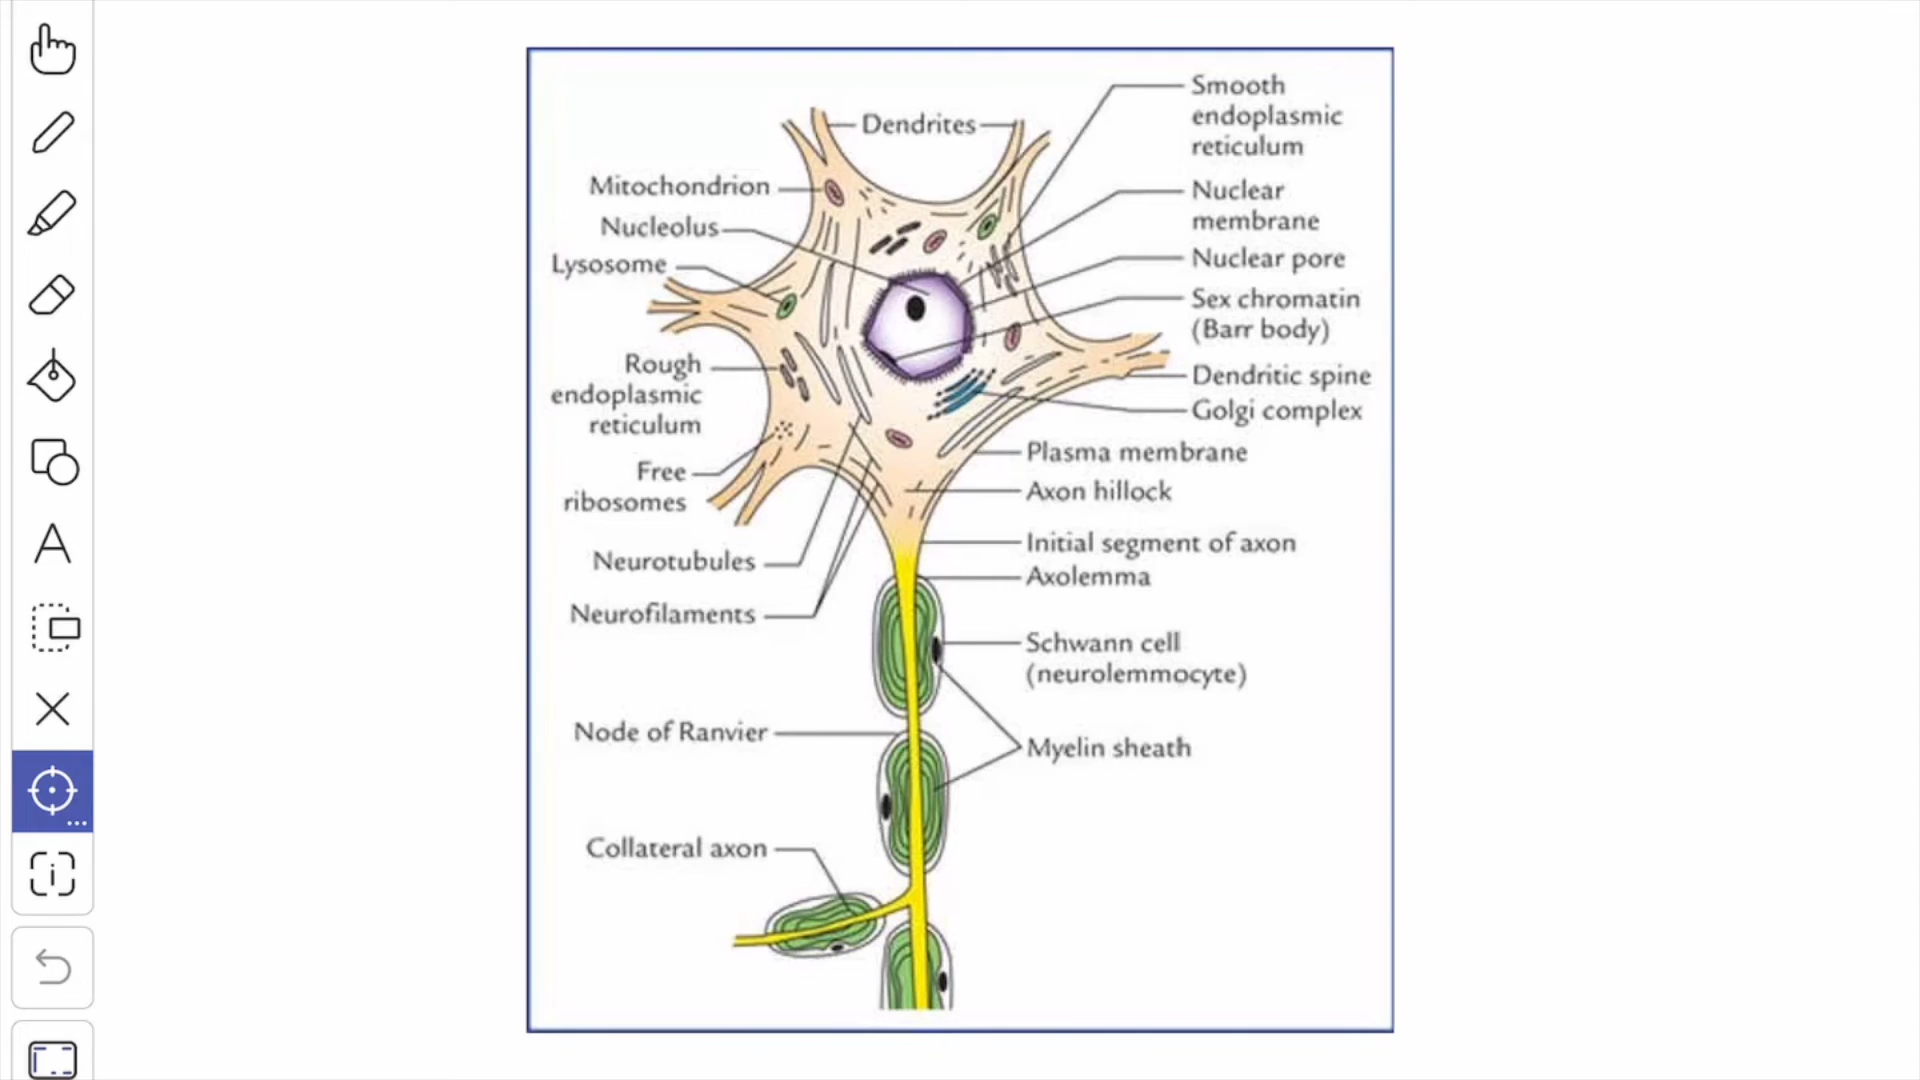 Dendrites
Mitochondrion
Nucleolus
Lysosome
Rough
endoplasmic
reticulum
Free
ribosomes
Neurotubules
Neurofilaments
Node of Ranvier
Collateral axon
Smooth
endoplasmic
reticulum
Nuclear
membrane
Nuclear pore
Sex chromatin
(Barr body)
Dendritic spine
Golgi complex
Plasma membrane
Axon hillock
Initial segment of axon
Axolemma
Schwann cell
(neurolemmocyte)
Myelin sheath